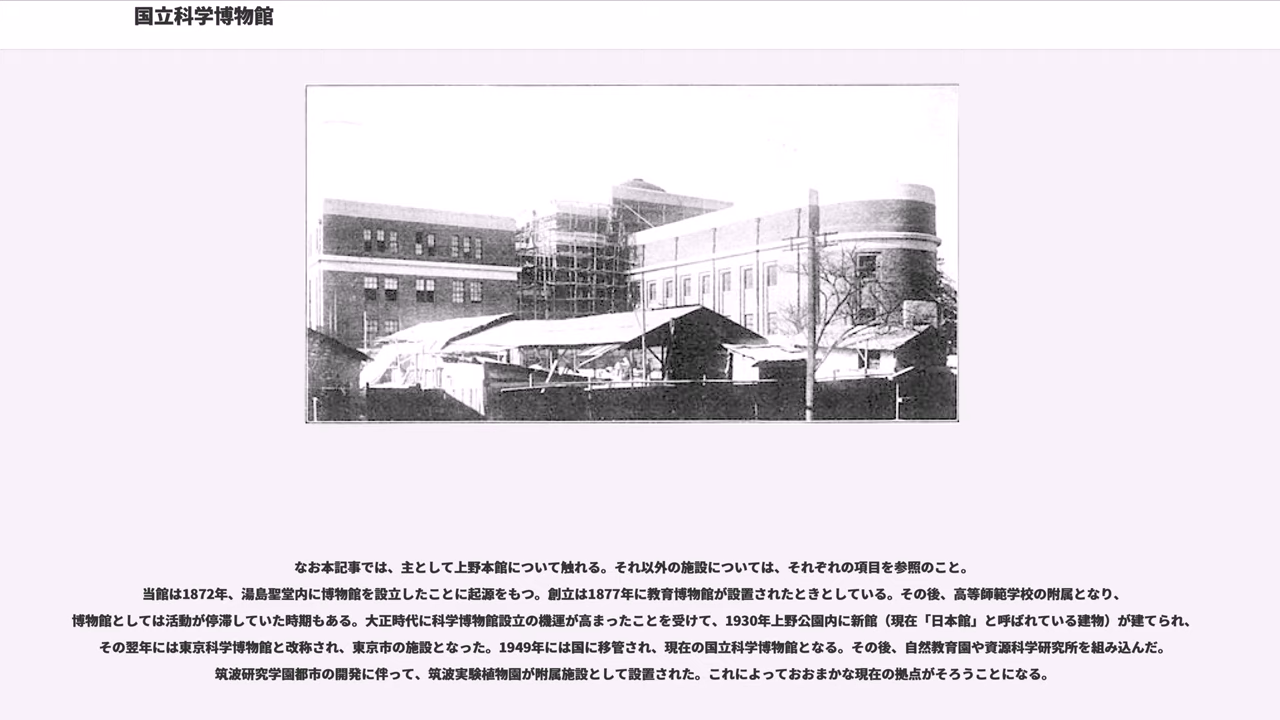 国立科学博物館
なお本記事では、主として上野本館について触れる。それ以外の施設については、それぞれの項目を参照のこと。
当館は1872年、湯島聖堂内に博物館を設立したことに起源をもつ。創立は1877年に教育博物館が設置されたときとしている。その後、高等師範学校の附属となり、
博物館としては活動が停滞していた時期もある。大正時代に科学博物館設立の機運が高まったことを受けて、1930年上野公園内に新館（現在「日本館」と呼ばれている建物）が建てられ、
その翌年には東京科学博物館と改称され、東京市の施設となった。1949年には国に移管され、現在の国立科学博物館となる。その後、自然教育園や資源科学研究所を組み込んだ。
筑波研究学園都市の開発に伴って、筑波実験植物園が附属施設として設置された。これによっておおまかな現在の拠点がそろうことになる。